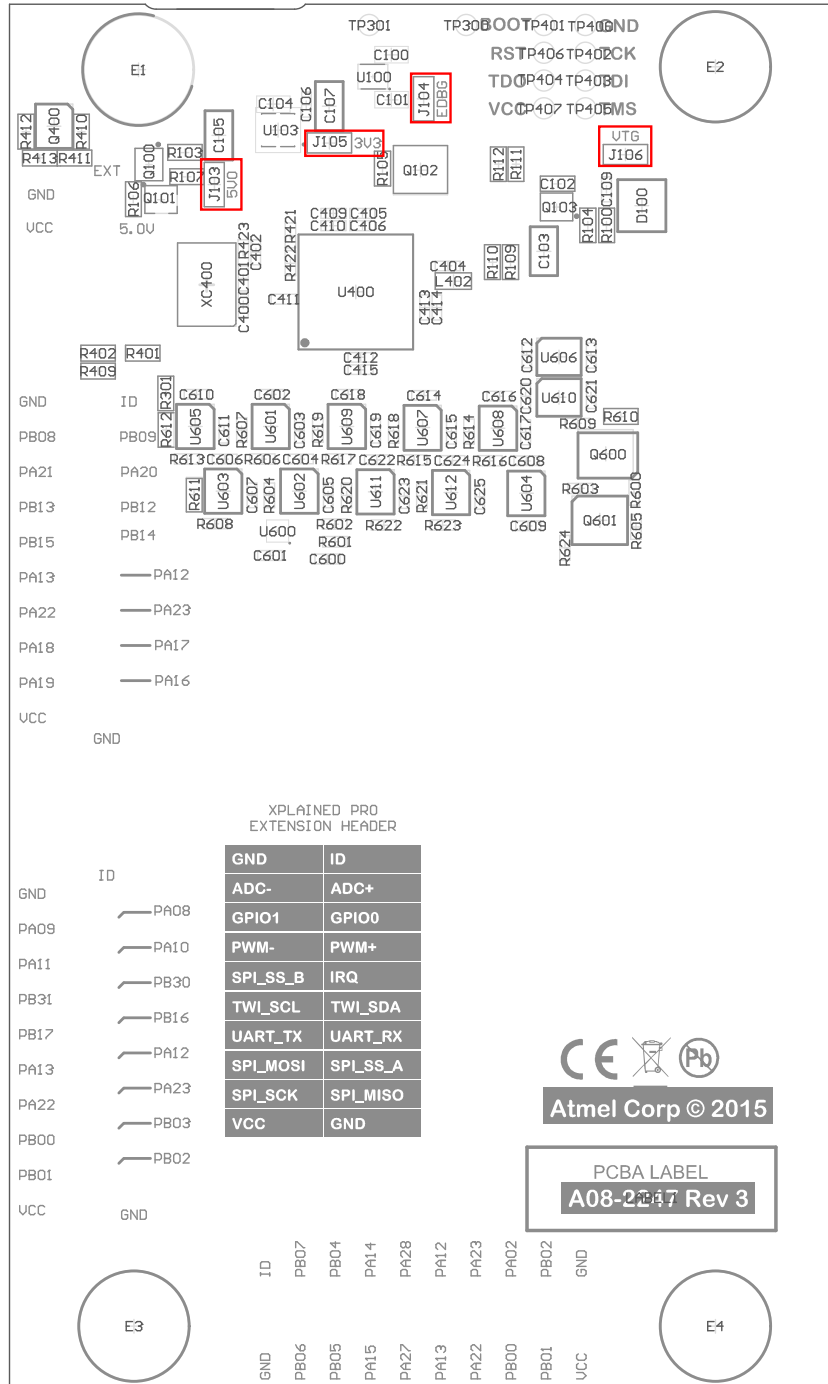 TP301
TP300
BOOT
TP401
TP400
GND
RST
TP406
TP402
TCK
TDO
TP404
TP403
TDI
VCC
TP407
TP405
TMS
E1
E2
C100
U100
C101
J104
EDBG
C104
C106
C107
U103
J105
3V3
VTG
J106
R412
Q400
R410
R413
R411
EXT
Q100
R103
R107
C105
J103
5V0
R106
Q101
GND
VCC
5.0V
R105
Q102
R112
R111
C102
C109
Q103
R104
R100
D100
C103
R110
R109
C409
C405
C410
C406
R421
R422
R423
C402
C401
C400
XC400
C411
U400
C404
L402
C413
C414
C412
C415
R402
R401
R409
C612
U606
C613
C620
U610
C621
R609
R610
R301
R612
C610
U605
C611
C602
R607
U601
C603
C618
R619
U609
C619
C614
R618
U607
C615
C616
R614
U608
C617
Q600
R603
R600
R613
C606
R606
C604
R617
C622
R615
C624
R616
C608
R611
U603
C607
R604
U602
C605
R620
U611
C623
R621
U612
C625
U604
Q601
R605
R624
R608
U600
R602
R622
R623
C609
R601
C601
C600
GND ID
PB08 PB09
PA21 PA20
PB13 PB12
PB15 PB14
PA13 PA12
PA22 PA23
PA18 PA17
PA19 PA16
VCC
GND
XPLAINED PRO
EXTENSION HEADER
GND ID
ADC- ADC+
GPIO1 GPIO0
PWM- PWM+
SPI_SS_B IRQ
TWI_SCL TWI_SDA
UART_TX UART_RX
SPI_MOSI SPI_SS_A
SPI_SCK SPI_MISO
VCC GND
ID
GND
PA08
PA09
PA10
PA11
PB30
PB31
PB16
PB17
PA12
PA13
PA23
PA22
PB03
PB00
PB02
PB01
VCC
GND
CE
Pb
Atmel Corp © 2015
PCBA LABEL
A08-2247 Rev 3
ID PB07 PB04 PA14 PA28 PA12 PA23 PA02 PB02 GND
E3
E4
GND PB06 PB05 PA15 PA27 PA13 PA22 PB00 PB01 VCC